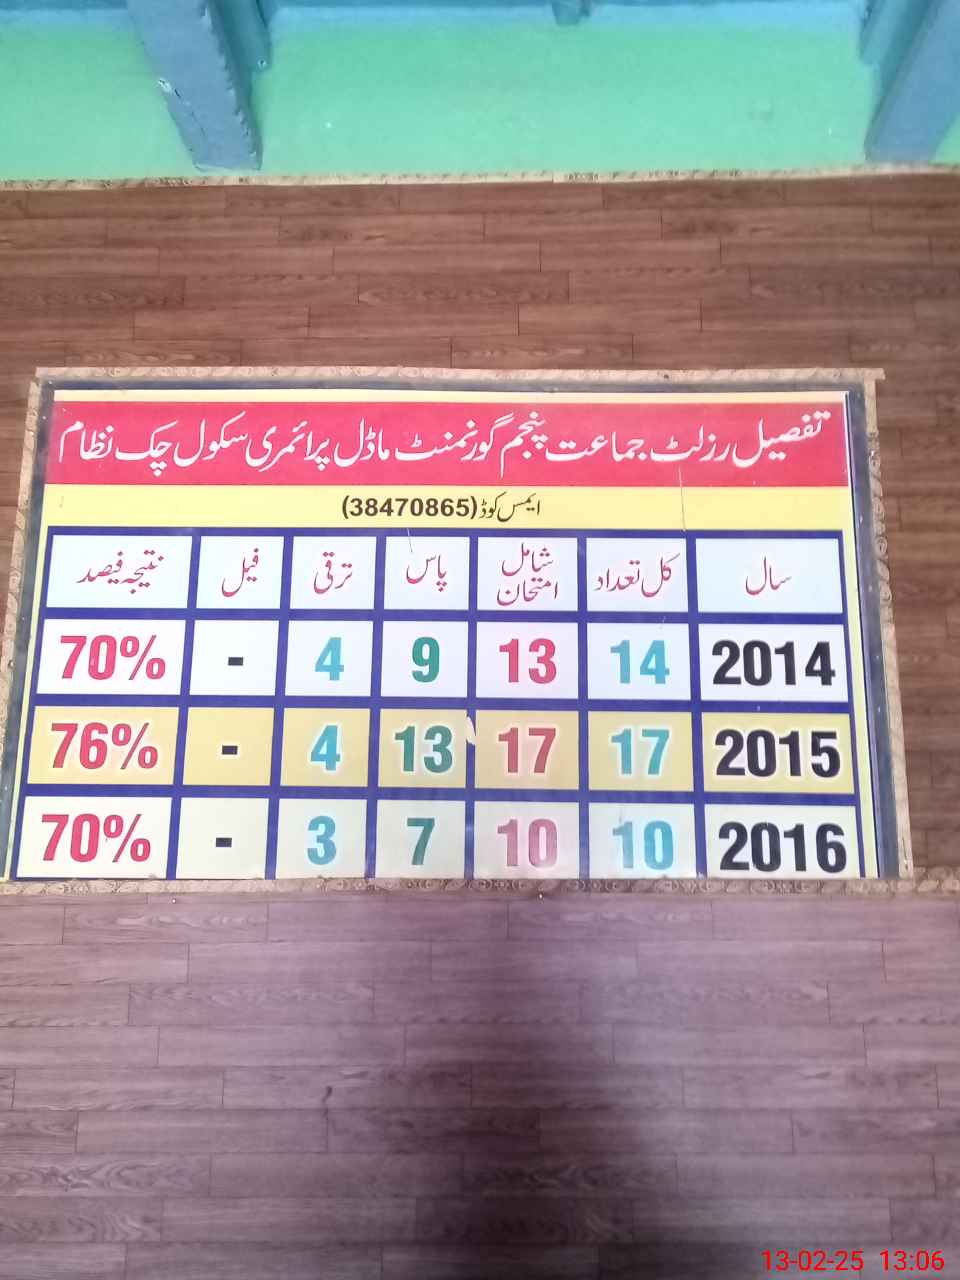 تفصیل رزلٹ جماعت پنجم گورنمنٹ ماڈل پرائمری سکول چک نظام
ایمس کوڈ (38470865)
سال کل تعداد شامل امتحان پاس ترقی فیل نتیجہ فیصد
2014 14 13 9 4 - 70%
2015 17 17 13 4 - 76%
2016 10 10 7 3 - 70%
13-02-25 13:06